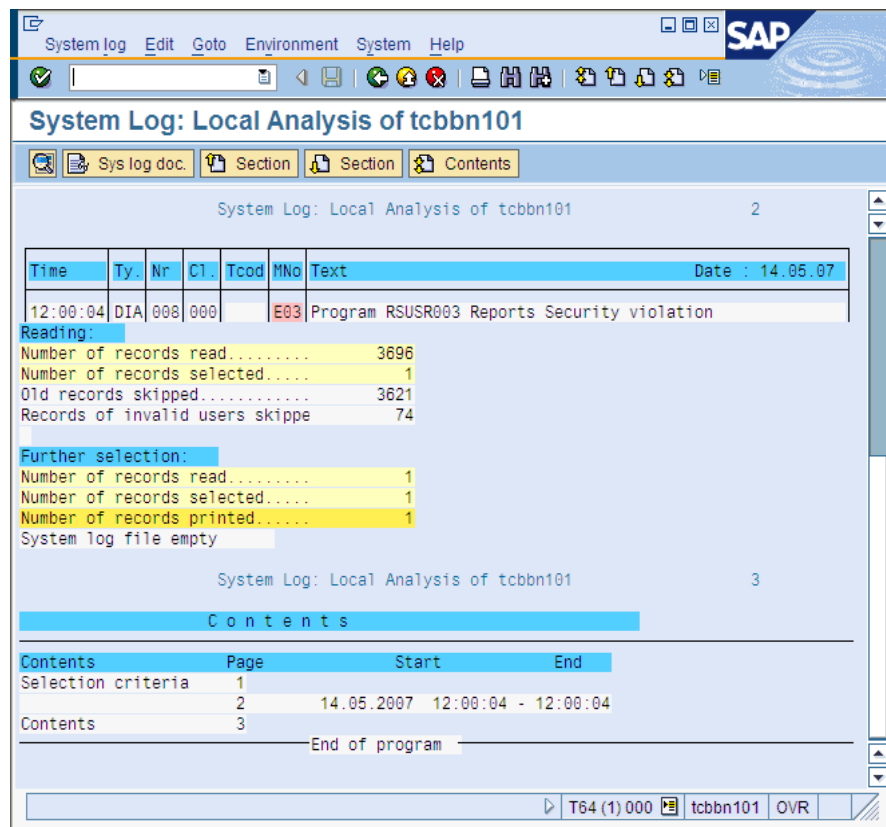 System log Edit Goto Environment System Help
SAP
System Log: Local Analysis of tcbbn101
Sys log doc. Section Section Contents
System Log: Local Analysis of tcbbn101 2
Time Ty. Nr Cl. Tcod MNo Text Date : 14.05.07
12:00:04 DIA 008 000 E03 Program RSUSR003 Reports Security violation
Reading:
Number of records read......... 3696
Number of records selected..... 1
Old records skipped............ 3621
Records of invalid users skippe 74
Further selection:
Number of records read......... 1
Number of records selected..... 1
Number of records printed...... 1
System log file empty
System Log: Local Analysis of tcbbn101 3
C o n t e n t s
Contents Page Start End
Selection criteria 1
2 14.05.2007 12:00:04 - 12:00:04
Contents 3
End of program
T64 (1) 000 tcbbn101 OVR